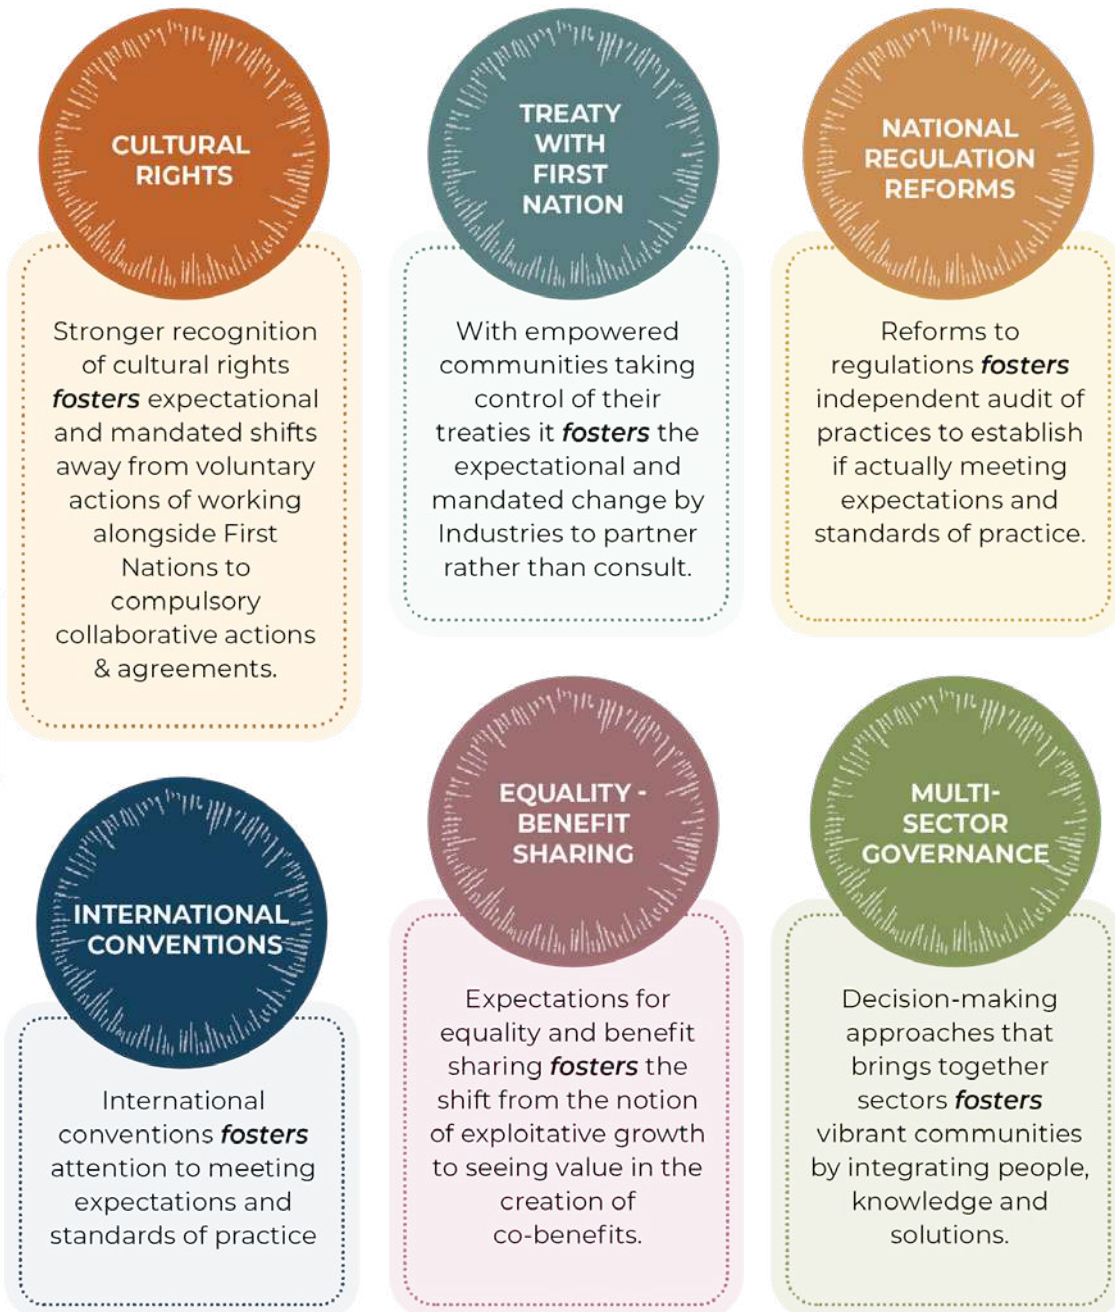 CULTURAL
RIGHTS
Stronger recognition
of cultural rights
fosters expectational
and mandated shifts
away from voluntary
actions of working
alongside First
Nations to
compulsory
collaborative actions
& agreements.
TREATY
WITH
FIRST
NATION
With empowered
communities taking
control of their
treaties it fosters the
expectational and
mandated change by
Industries to partner
rather than consult.
NATIONAL
REGULATION
REFORMS
Reforms to
regulations fosters
independent audit of
practices to establish
if actually meeting
expectations and
standards of practice.
INTERNATIONAL
CONVENTIONS
International
conventions fosters
attention to meeting
expectations and
standards of practice
EQUALITY -
BENEFIT
SHARING
Expectations for
equality and benefit
sharing fosters the
shift from the notion
of exploitative growth
to seeing value in the
creation of
co-benefits.
MULTI-
SECTOR
GOVERNANCE
Decision-making
approaches that
brings together
sectors fosters
vibrant communities
by integrating people,
knowledge and
solutions.